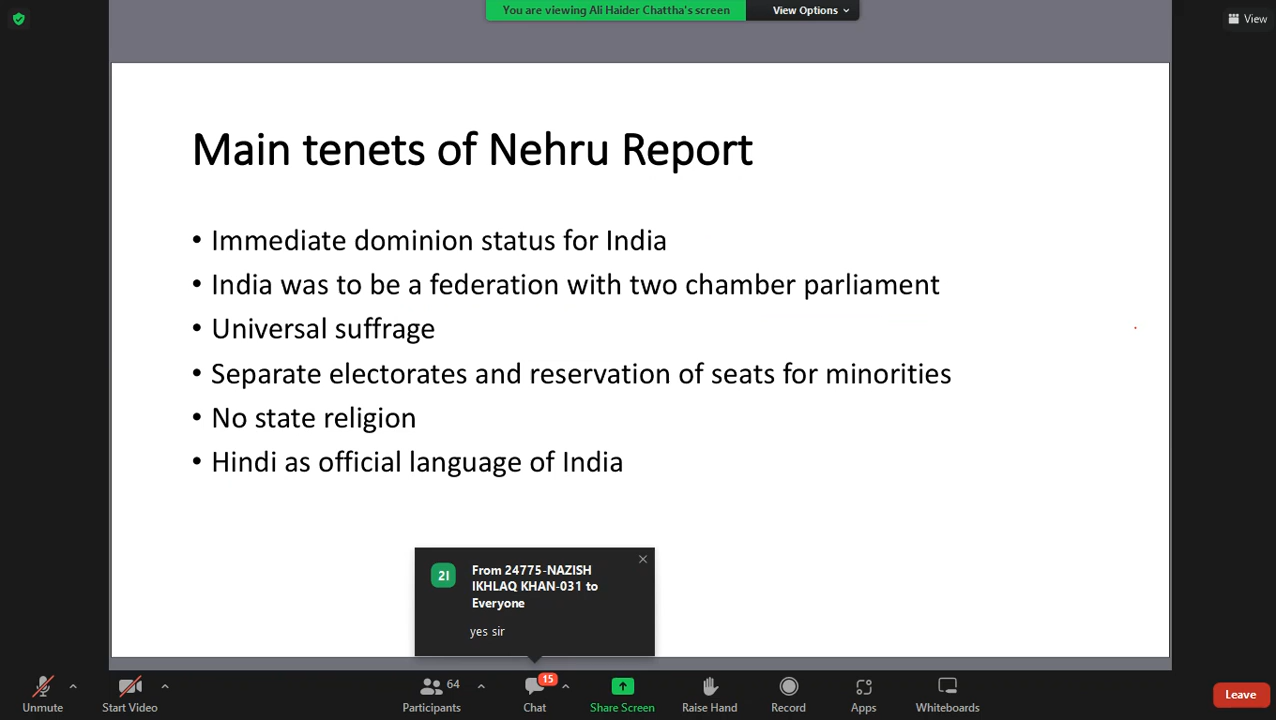 You are viewing Ali Haider Chattha's screen
View Options
View
Main tenets of Nehru Report
• Immediate dominion status for India
• India was to be a federation with two chamber parliament
• Universal suffrage
• Separate electorates and reservation of seats for minorities
• No state religion
• Hindi as official language of India
2I
From 24775-NAZISH
IKHLAQ KHAN-031 to
Everyone
yes sir
64
15
Unmute
Start Video
Participants
Chat
Share Screen
Raise Hand
Record
Apps
Whiteboards
Leave